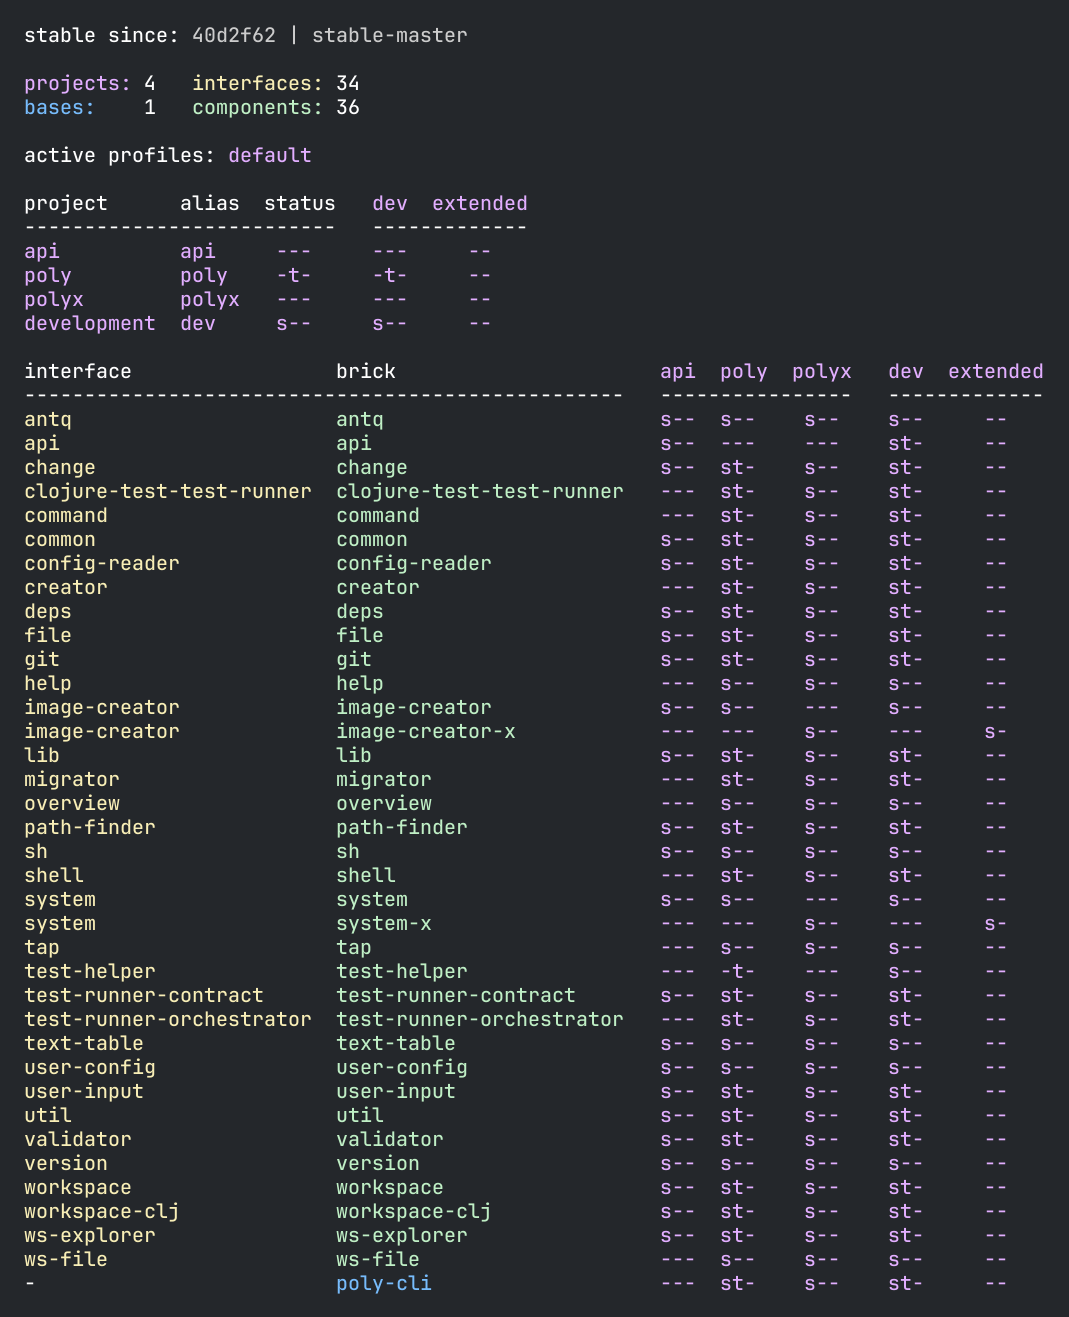 stable since: 40d2f62 | stable-master
projects: 4   interfaces: 34
bases:    1   components: 36
active profiles: default
project      alias  status   dev  extended
--------------------------   -------------
api          api     ---     ---     --
poly         poly    -t-     -t-     --
polyx        polyx   ---     ---     --
development  dev     s--     s--     --
interface                 brick                      api  poly  polyx   dev  extended
--------------------------------------------------   ----------------   -------------
antq                      antq                       s--  s--    s--    s--     --
api                       api                        s--  ---    ---    st-     --
change                    change                     s--  st-    s--    st-     --
clojure-test-test-runner  clojure-test-test-runner   ---  st-    s--    st-     --
command                   command                    ---  st-    s--    st-     --
common                    common                     s--  st-    s--    st-     --
config-reader             config-reader              s--  st-    s--    st-     --
creator                   creator                    ---  st-    s--    st-     --
deps                      deps                       s--  st-    s--    st-     --
file                      file                       s--  st-    s--    st-     --
git                       git                        s--  st-    s--    st-     --
help                      help                       ---  s--    s--    s--     --
image-creator             image-creator              s--  s--    ---    s--     --
image-creator             image-creator-x            ---  ---    s--    ---     s-
lib                       lib                        s--  st-    s--    st-     --
migrator                  migrator                   ---  st-    s--    st-     --
overview                  overview                   ---  s--    s--    s--     --
path-finder               path-finder                s--  st-    s--    st-     --
sh                        sh                         s--  s--    s--    s--     --
shell                     shell                      ---  st-    s--    st-     --
system                    system                     s--  s--    ---    s--     --
system                    system-x                   ---  ---    s--    ---     s-
tap                       tap                        ---  s--    s--    s--     --
test-helper               test-helper                ---  -t-    ---    s--     --
test-runner-contract      test-runner-contract       s--  st-    s--    st-     --
test-runner-orchestrator  test-runner-orchestrator   ---  st-    s--    st-     --
text-table                text-table                 s--  s--    s--    s--     --
user-config               user-config                s--  s--    s--    s--     --
user-input                user-input                 s--  st-    s--    st-     --
util                      util                       s--  st-    s--    st-     --
validator                 validator                  s--  st-    s--    st-     --
version                   version                    s--  s--    s--    s--     --
workspace                 workspace                  s--  st-    s--    st-     --
workspace-clj             workspace-clj              s--  st-    s--    st-     --
ws-explorer               ws-explorer                s--  st-    s--    st-     --
ws-file                   ws-file                    ---  s--    s--    s--     --
-                         poly-cli                   ---  st-    s--    st-     --